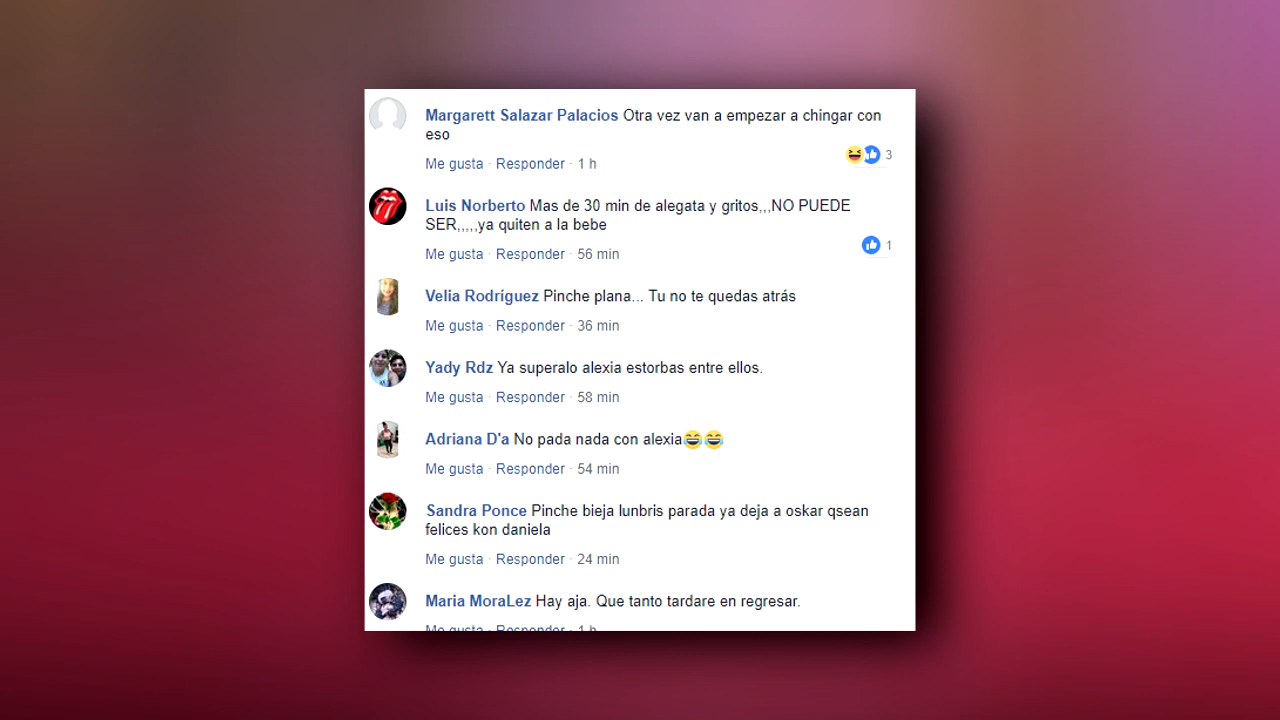 Margarett Salazar Palacios Otra vez van a empezar a chingar con
eso
Me gusta · Responder · 1 h
3
Luis Norberto Mas de 30 min de alegata y gritos,,,NO PUEDE
SER,,,,,ya quiten a la bebe
Me gusta · Responder · 56 min
1
Velia Rodríguez Pinche plana... Tu no te quedas atrás
Me gusta · Responder · 36 min
Yady Rdz Ya superalo alexia estorbas entre ellos.
Me gusta · Responder · 58 min
Adriana D'a No pada nada con alexia😂😂
Me gusta · Responder · 54 min
Sandra Ponce Pinche bieja lunbris parada ya deja a oskar qsean
felices kon daniela
Me gusta · Responder · 24 min
Maria MoraLez Hay aja. Que tanto tardare en regresar.
Me gusta · Responder · 1 h